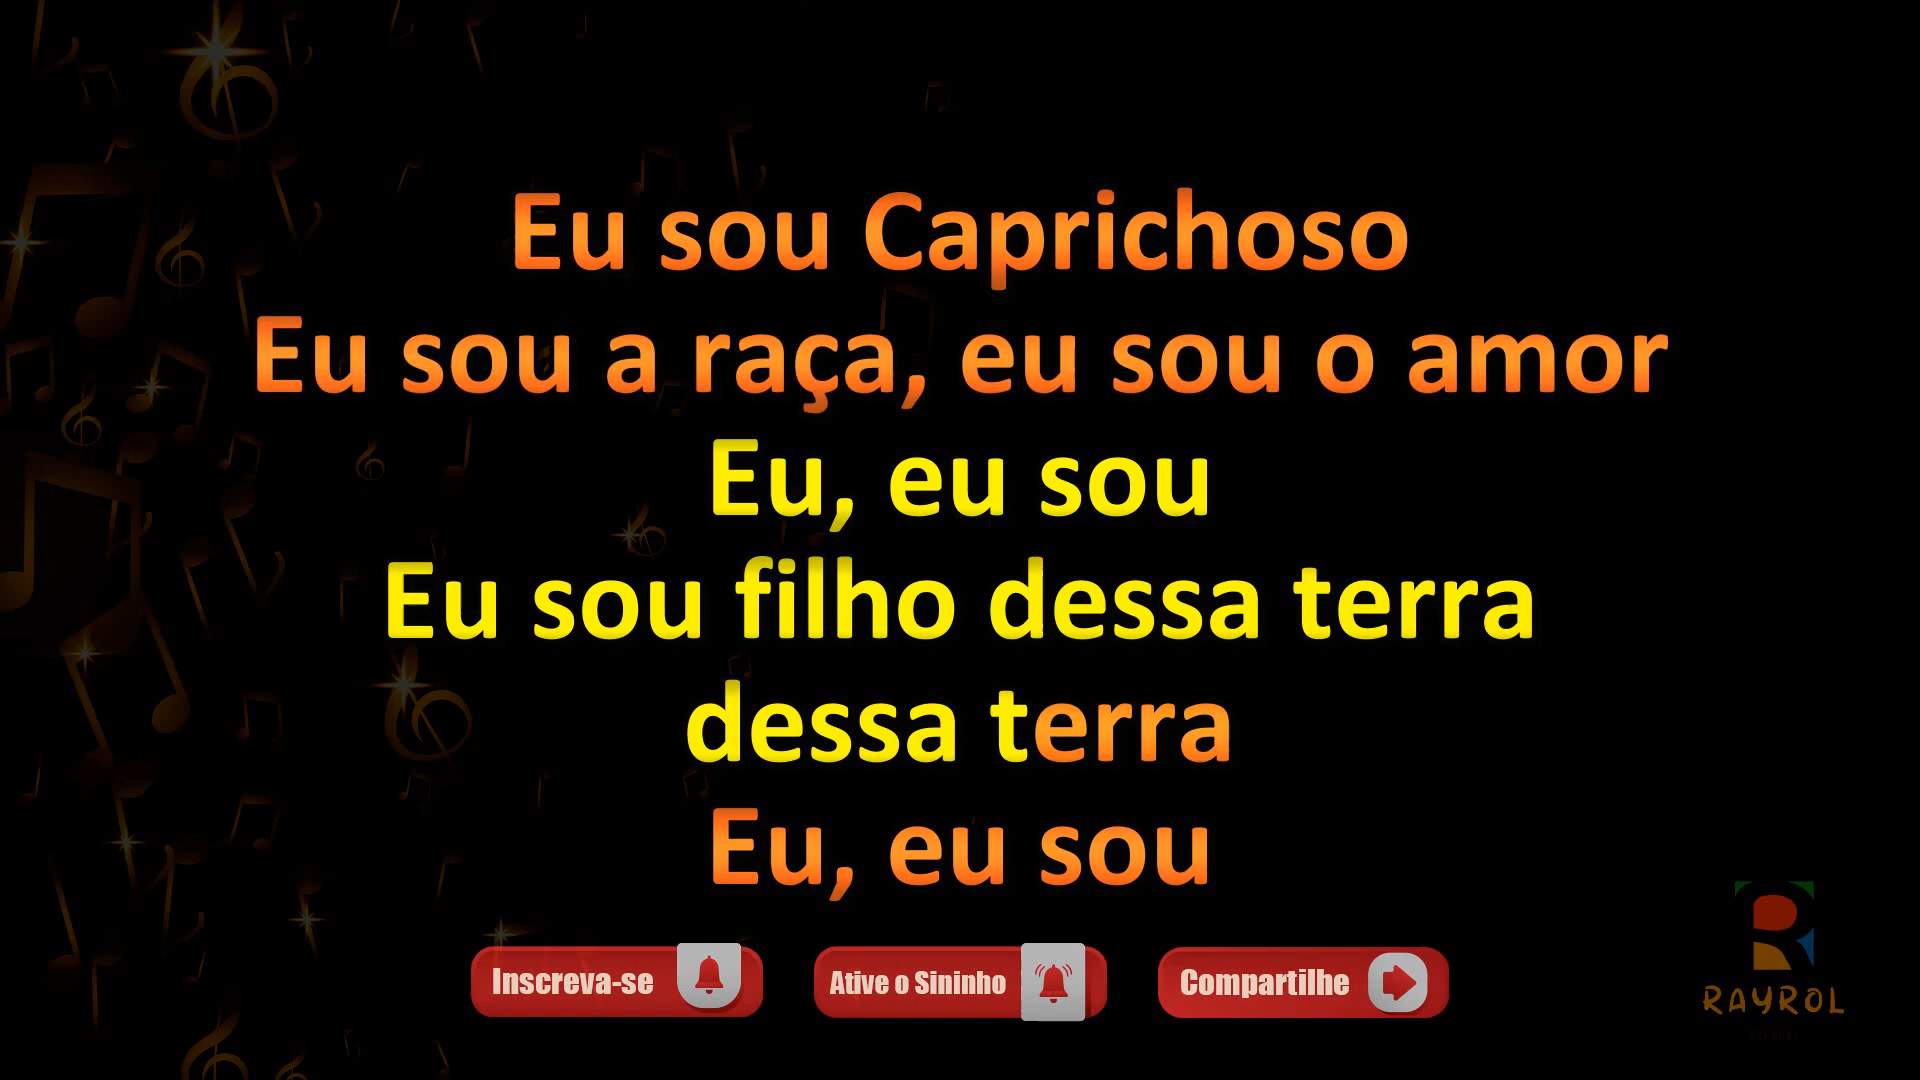 Eu sou Caprichoso
Eu sou a raça, eu sou o amor
Eu, eu sou
Eu sou filho dessa terra
dessa terra
Eu, eu sou
Inscreva-se
Ative o Sininho
Compartilhe
RAYROL